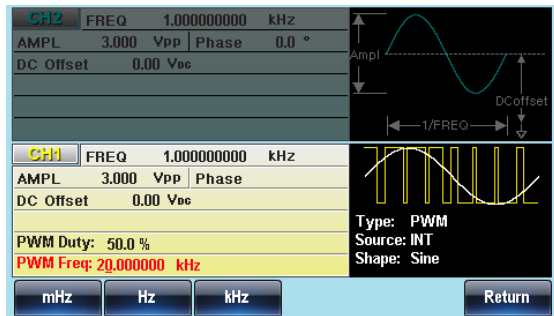 CH2 FREQ 1.000000000 kHz
AMPL 3.000 Vpp Phase 0.0 °
DC Offset 0.00 VDC
Ampl
DCoffset
1/FREQ
CH1 FREQ 1.000000000 kHz
AMPL 3.000 Vpp Phase
DC Offset 0.00 VDC
PWM Duty: 50.0 %
PWM Freq: 20.000000 kHz
Type: PWM
Source: INT
Shape: Sine
mHz Hz kHz Return